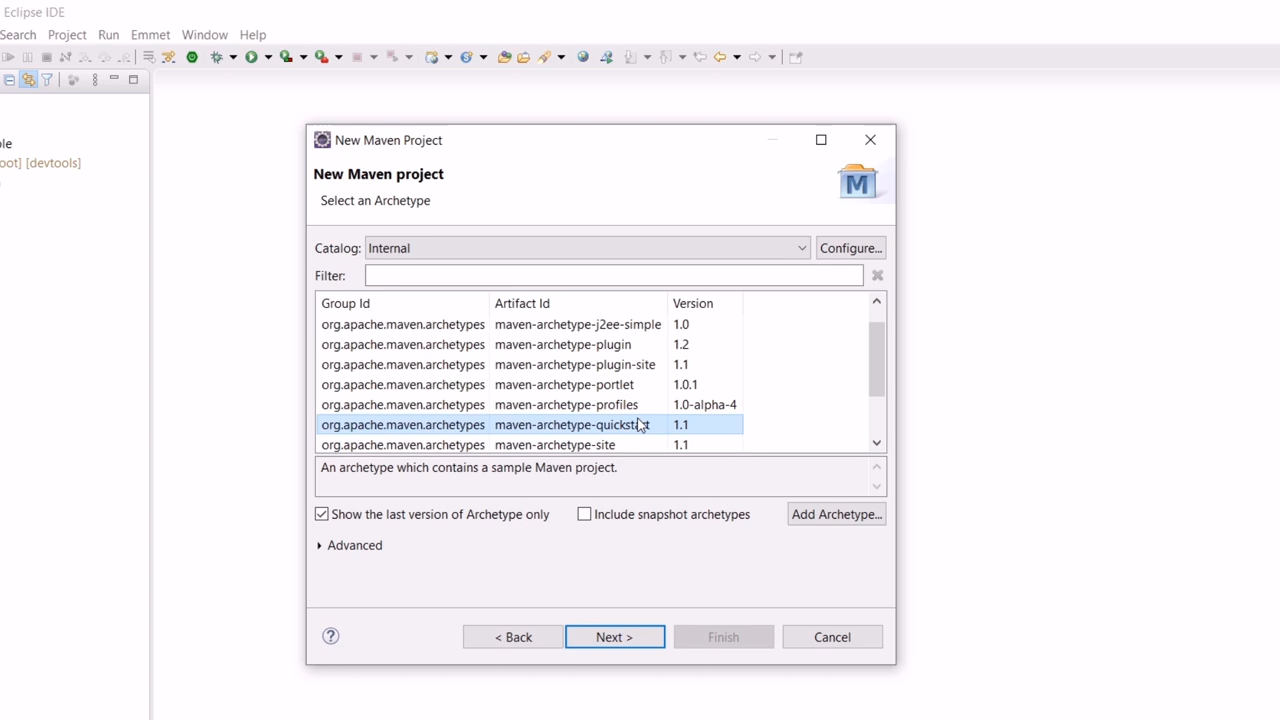 Eclipse IDE
Search Project Run Emmet Window Help
New Maven Project
New Maven project
M
Select an Archetype
Catalog: Internal Configure...
Filter:
Group Id Artifact Id Version
org.apache.maven.archetypes maven-archetype-j2ee-simple 1.0
ple
org.apache.maven.archetypes maven-archetype-plugin 1.2
oot] [devtools]
org.apache.maven.archetypes maven-archetype-plugin-site 1.1
org.apache.maven.archetypes maven-archetype-portlet 1.0.1
org.apache.maven.archetypes maven-archetype-profiles 1.0-alpha-4
org.apache.maven.archetypes maven-archetype-quickstart 1.1
org.apache.maven.archetypes maven-archetype-site 1.1
An archetype which contains a sample Maven project.
Show the last version of Archetype only Include snapshot archetypes Add Archetype...
Advanced
? < Back Next > Finish Cancel